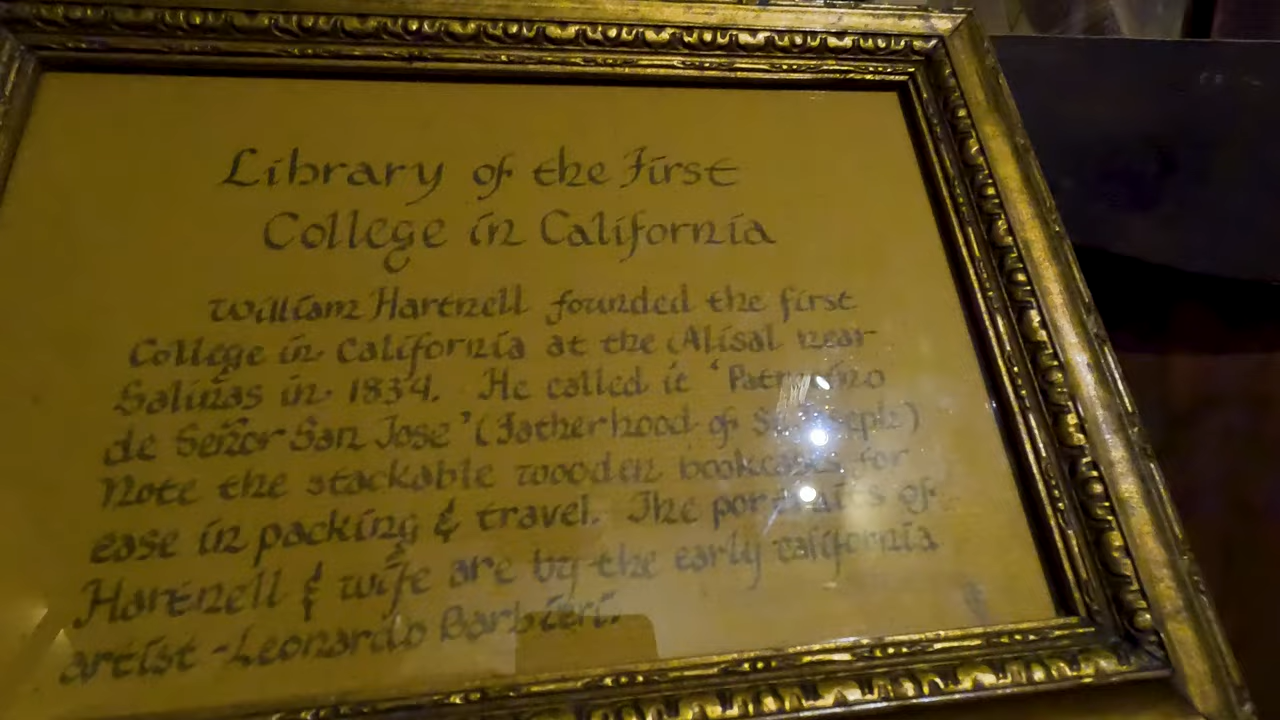 Library of the First
College in California
William Hartnell founded the first
College in California at the Alisal near
Salinas in 1834. He called it 'Patrocino
de Señor San Jose' (Fatherhood of St. Joseph)
Note the stackable wooden bookcases for
ease in packing & travel. The portraits of
Hartnell & wife are by the early California
artist - Leonardo Barbieri.